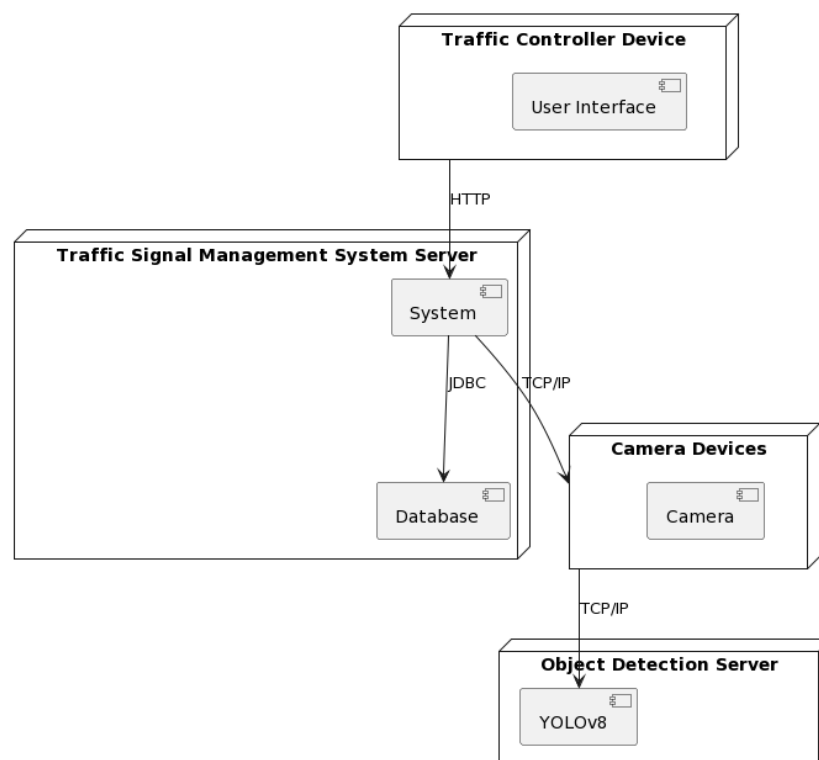 Traffic Controller Device
User Interface
HTTP
Traffic Signal Management System Server
System
JDBC
TCP/IP
Camera Devices
Database
Camera
TCP/IP
Object Detection Server
YOLOv8